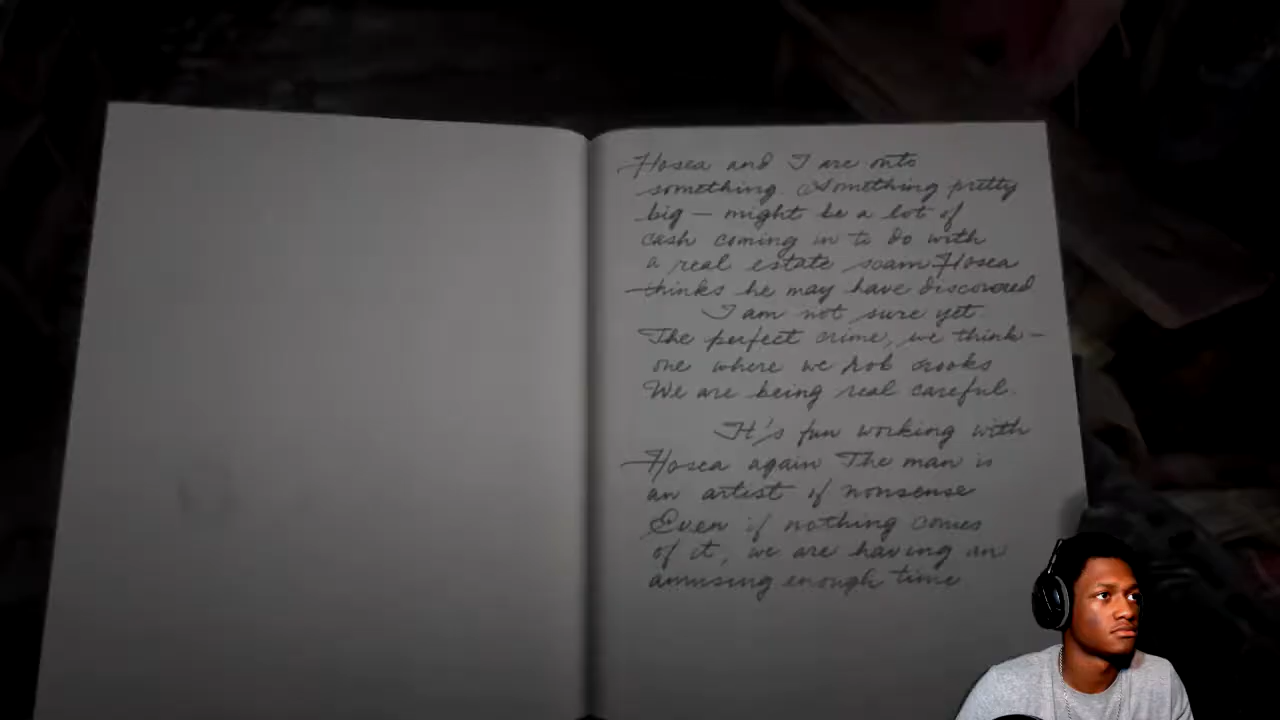 Hosea and I are onto
something Something pretty
big – might be a lot of
cash coming in to do with
a real estate scam Hosea
thinks he may have discovered
I am not sure yet
The perfect crime, we think –
one where we rob crooks
We are being real careful.
It's fun working with
Hosea again The man is
an artist of nonsense
Even if nothing comes
of it, we are having an
amusing enough time.